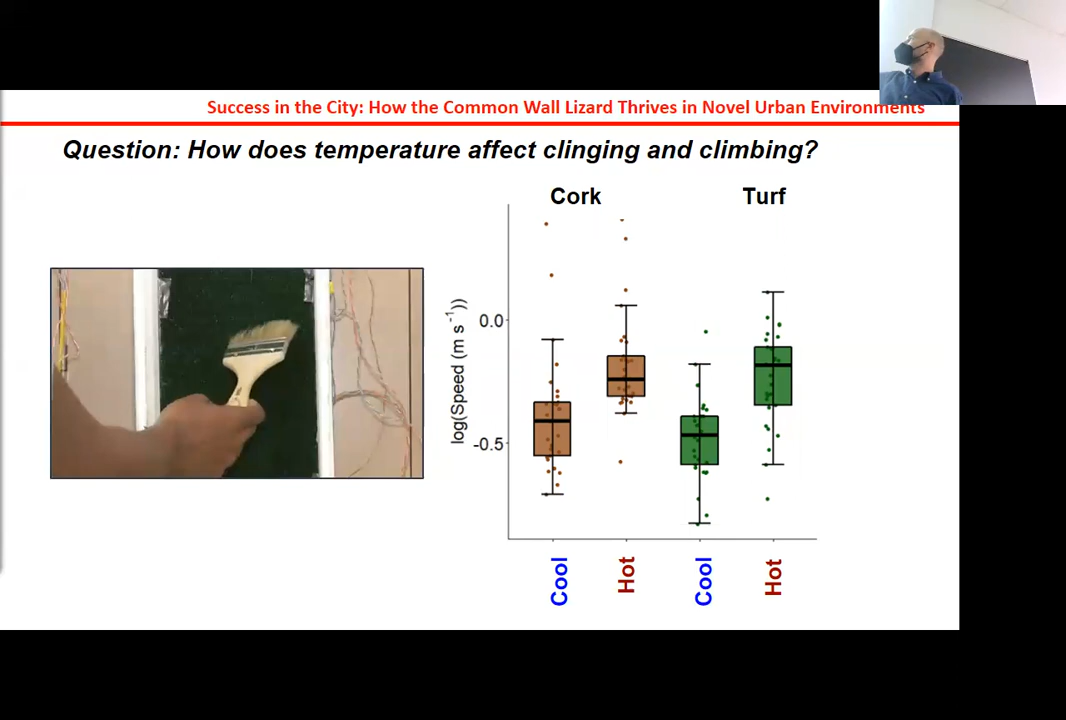 Success in the City: How the Common Wall Lizard Thrives in Novel Urban Environments
Question: How does temperature affect clinging and climbing?
Cork
Turf
log(Speed (m s⁻¹))
0.0
-0.5
Cool
Hot
Cool
Hot